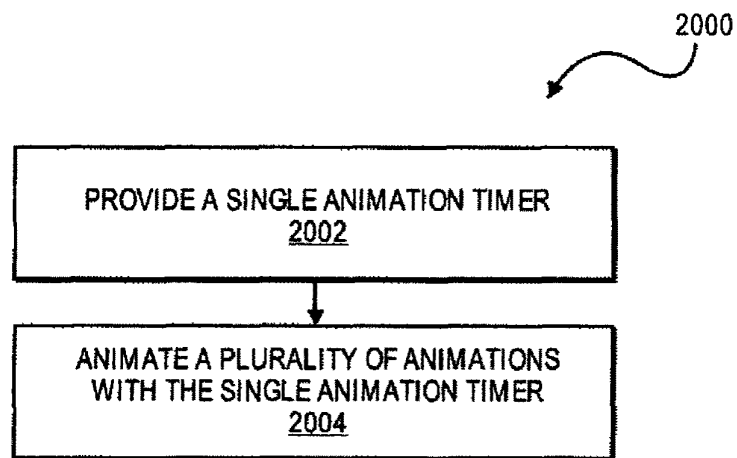 2000
PROVIDE A SINGLE ANIMATION TIMER
2002
ANIMATE A PLURALITY OF ANIMATIONS
WITH THE SINGLE ANIMATION TIMER
2004